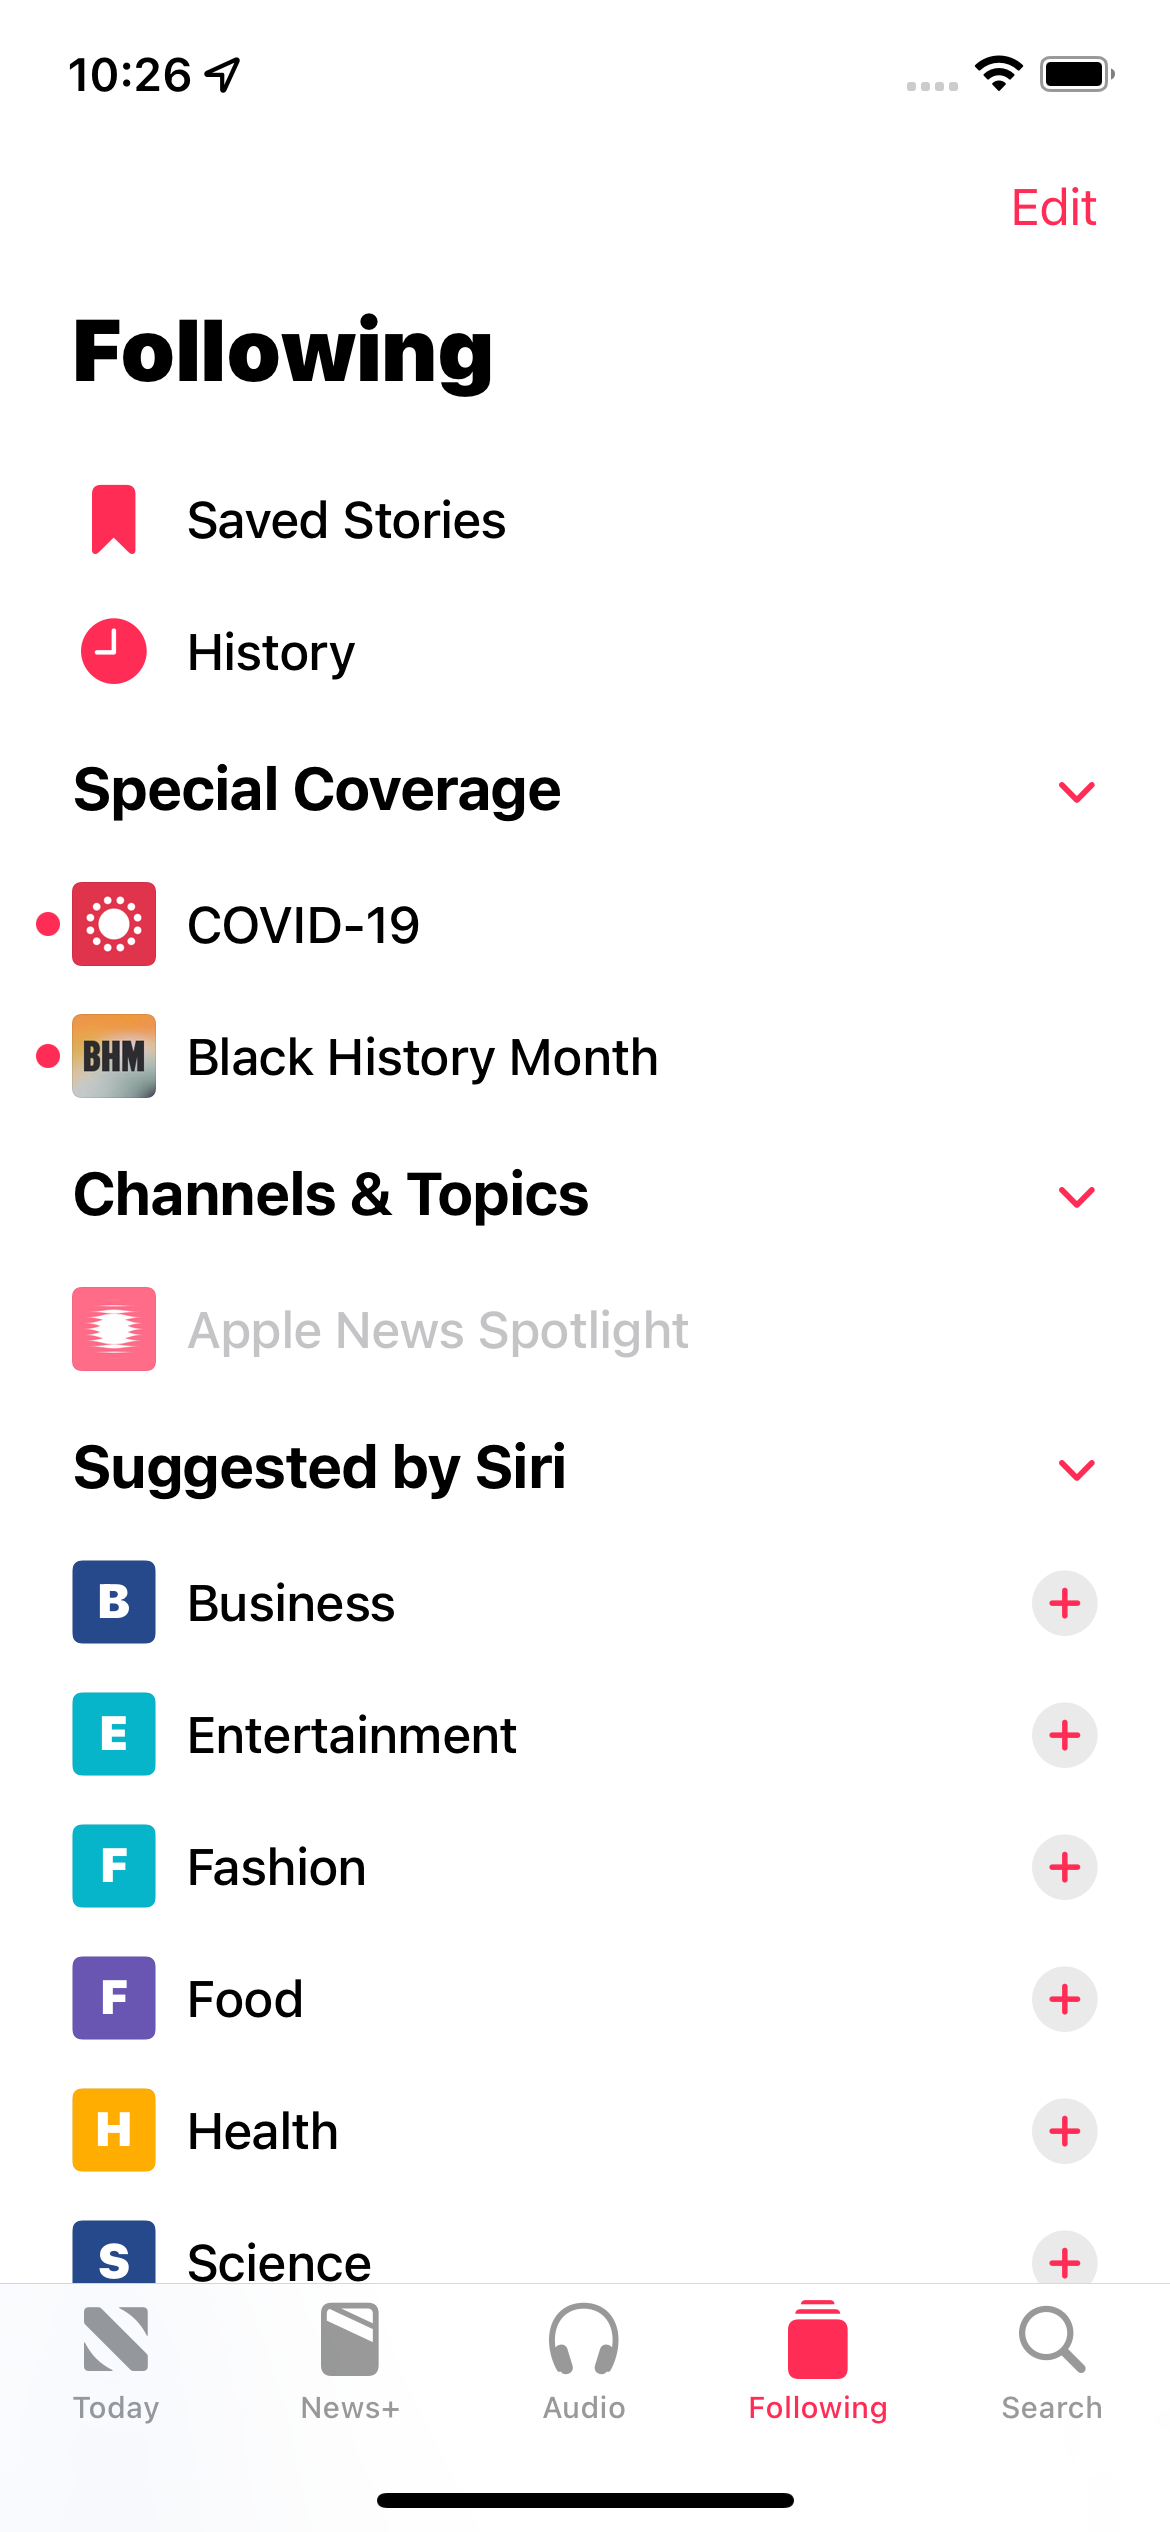 10:26
Edit
Following
Saved Stories
History
Special Coverage
COVID-19
BHM Black History Month
Channels & Topics
Apple News Spotlight
Suggested by Siri
B Business
E Entertainment
F Fashion
F Food
H Health
S Science
Today News+ Audio Following Search